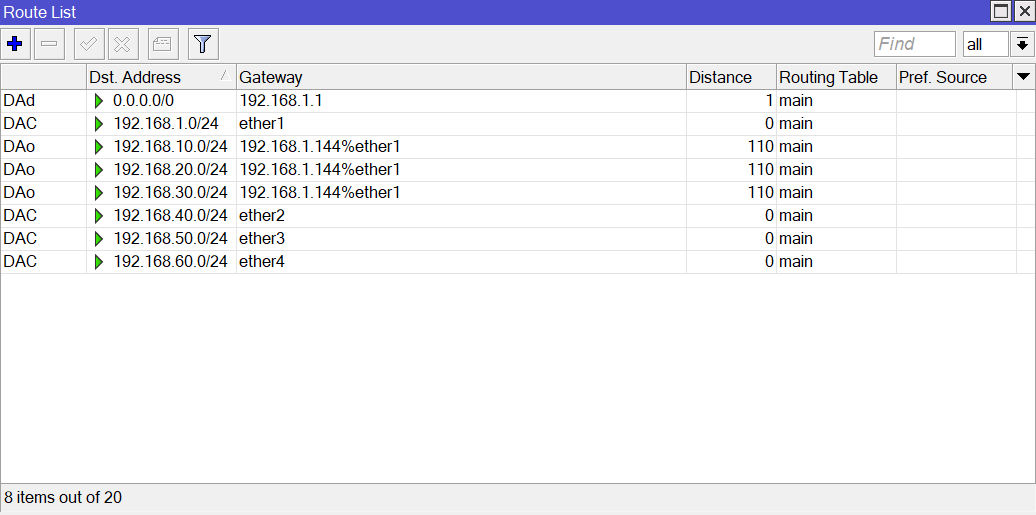 Route List
Find all
Dst. Address Gateway Distance Routing Table Pref. Source
DAd 0.0.0.0/0 192.168.1.1 1 main
DAC 192.168.1.0/24 ether1 0 main
DAo 192.168.10.0/24 192.168.1.144%ether1 110 main
DAo 192.168.20.0/24 192.168.1.144%ether1 110 main
DAo 192.168.30.0/24 192.168.1.144%ether1 110 main
DAC 192.168.40.0/24 ether2 0 main
DAC 192.168.50.0/24 ether3 0 main
DAC 192.168.60.0/24 ether4 0 main
8 items out of 20